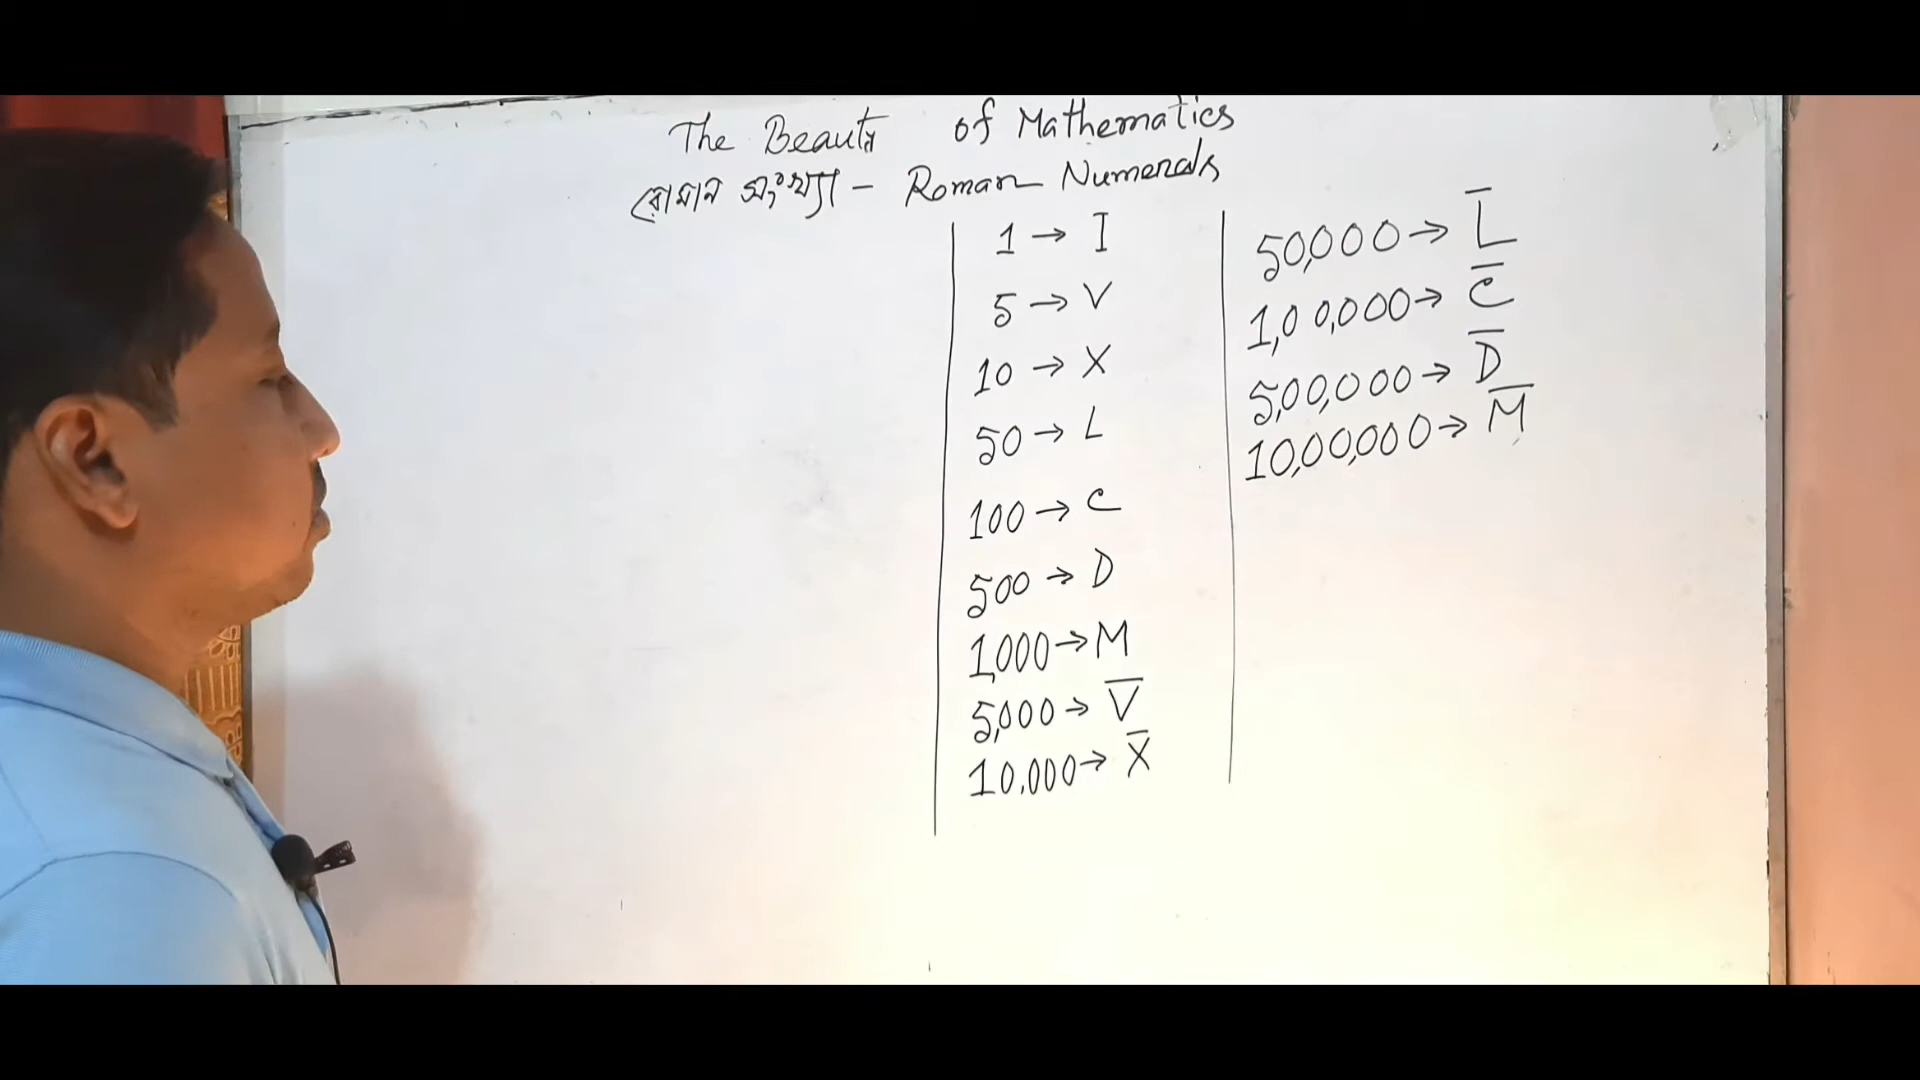 The Beauty of Mathematics
রোমান সংখ্যা - Roman Numerals
1 → I
5 → V
10 → X
50 → L
100 → C
500 → D
1,000 → M
5,000 → V̅
10,000 → X̅
50,000 → L̅
1,00,000 → C̅
5,00,000 → D̅
10,00,000 → M̅